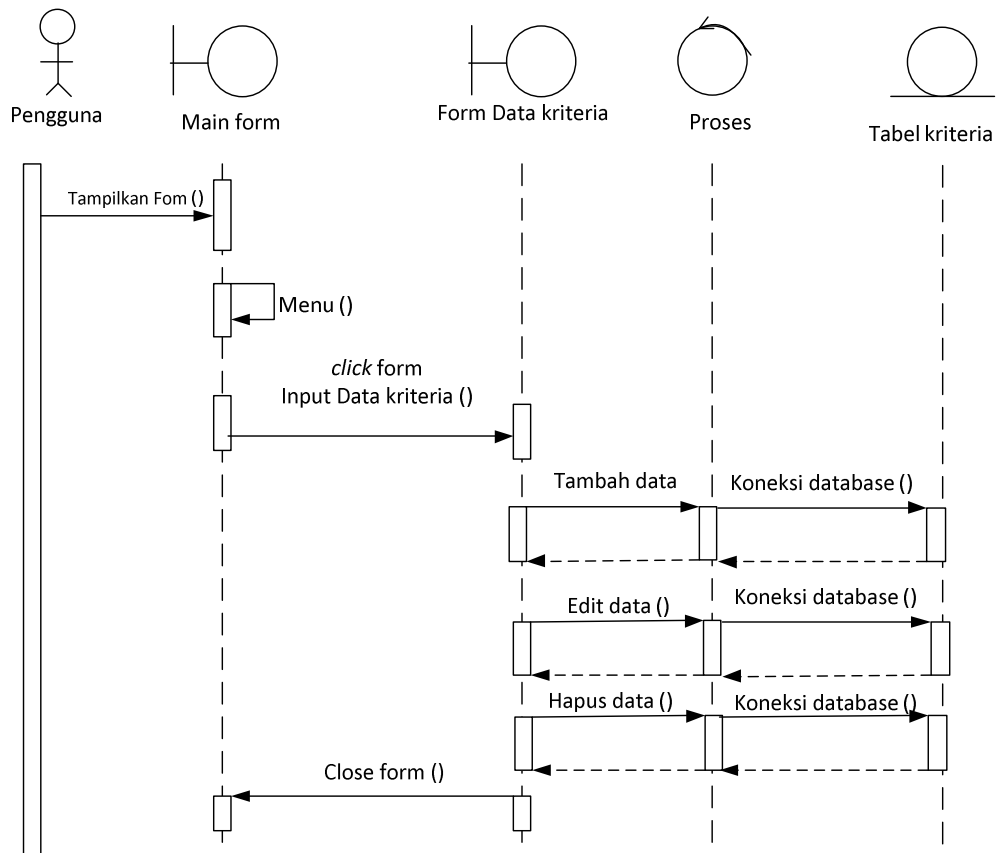 Pengguna
Main form
Form Data kriteria
Proses
Tabel kriteria
Tampilkan Fom ()
Menu ()
click form
Input Data kriteria ()
Tambah data
Koneksi database ()
Edit data ()
Koneksi database ()
Hapus data ()
Koneksi database ()
Close form ()